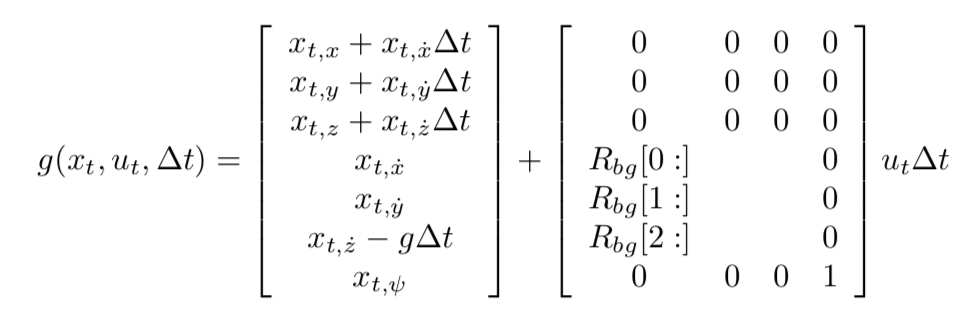 g(x_t, u_t, Δt) = [ x_{t,x} + x_{t,ẋ}Δt ; x_{t,y} + x_{t,ẏ}Δt ; x_{t,z} + x_{t,ż}Δt ; x_{t,ẋ} ; x_{t,ẏ} ; x_{t,ż} − gΔt ; x_{t,ψ} ] + [ 0 0 0 0 ; 0 0 0 0 ; 0 0 0 0 ; R_{bg}[0 :] 0 ; R_{bg}[1 :] 0 ; R_{bg}[2 :] 0 ; 0 0 0 1 ] u_tΔt